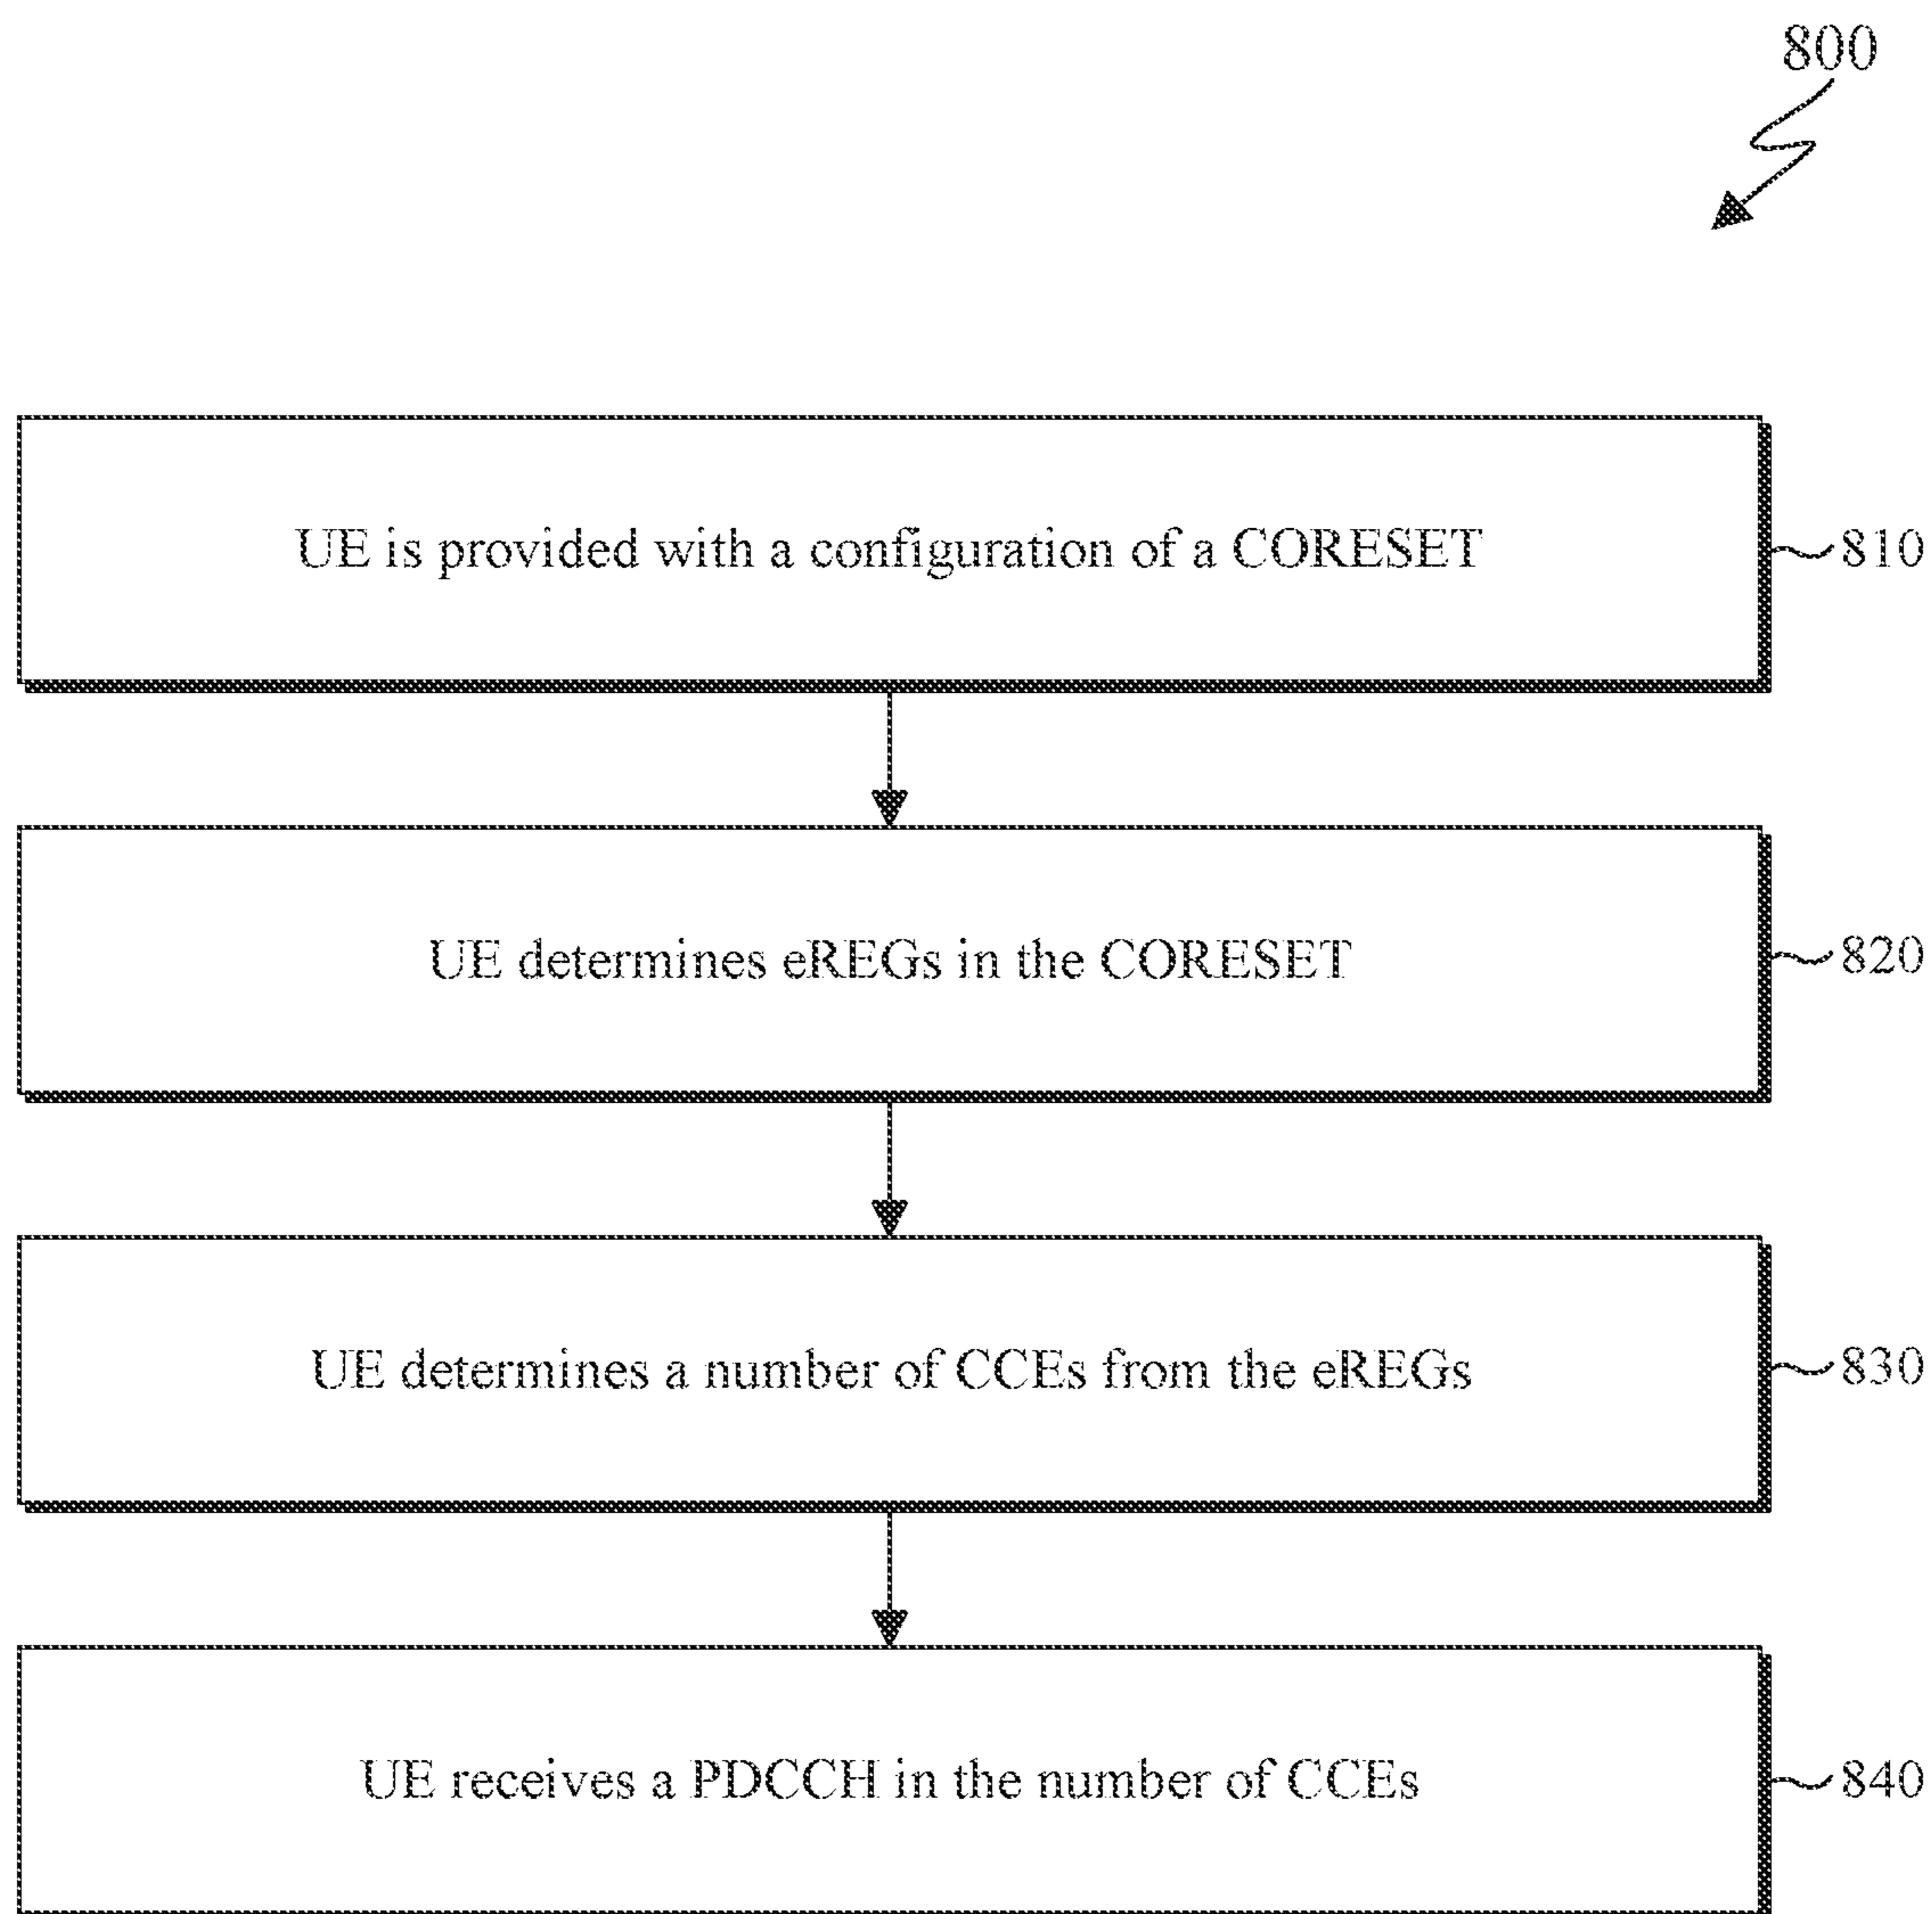 800
UE is provided with a configuration of a CORESET
810
UE determines eREGs in the CORESET
820
UE determines a number of CCEs from the eREGs
830
UE receives a PDCCH in the number of CCEs
840